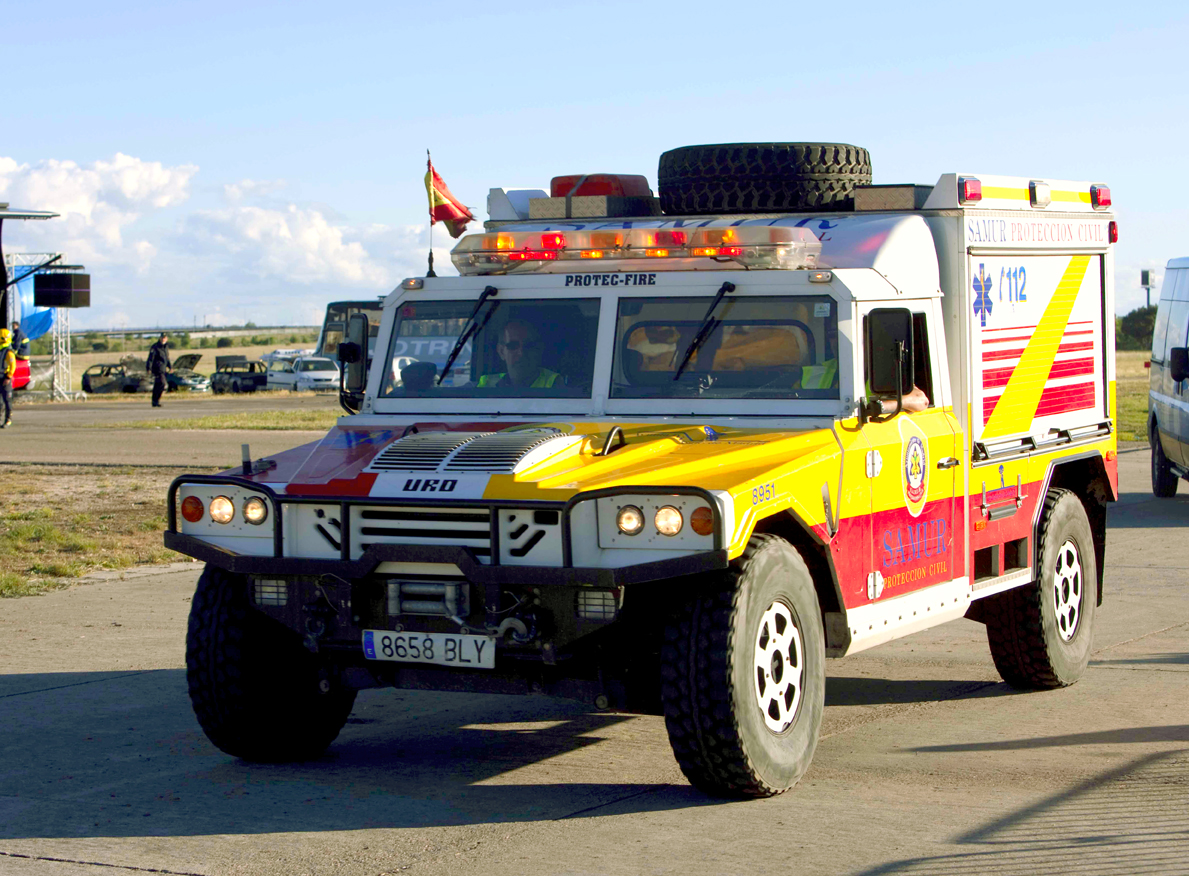 PROTEC-FIRE
SAMUR PROTECCION CIVIL
112
URO
8951
SAMUR
PROTECCION CIVIL
E
8658 BLY